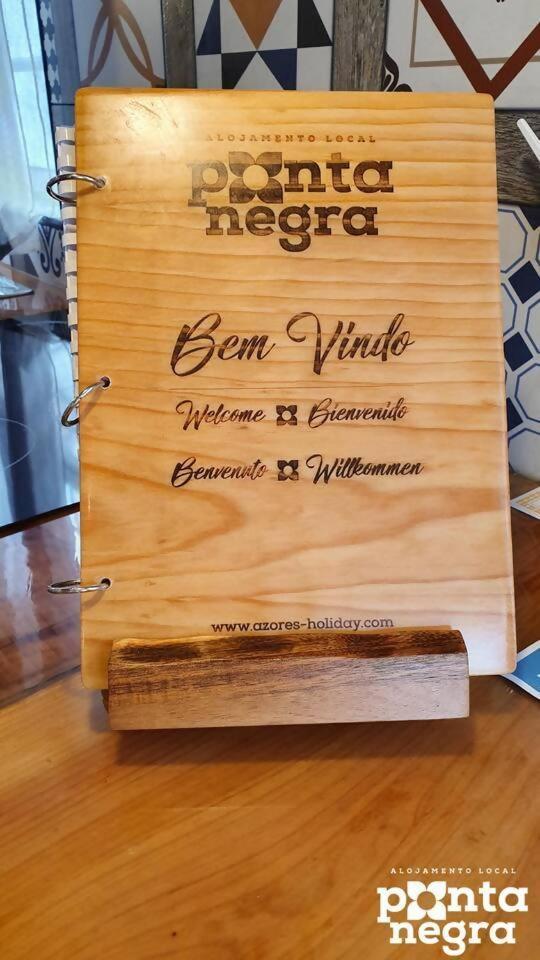 ALOJAMENTO LOCAL
ponta
negra
Bem Vindo
Welcome Bienvenido
Benvenuto Willkommen
www.azores-holiday.com
ALOJAMENTO LOCAL
ponta
negra